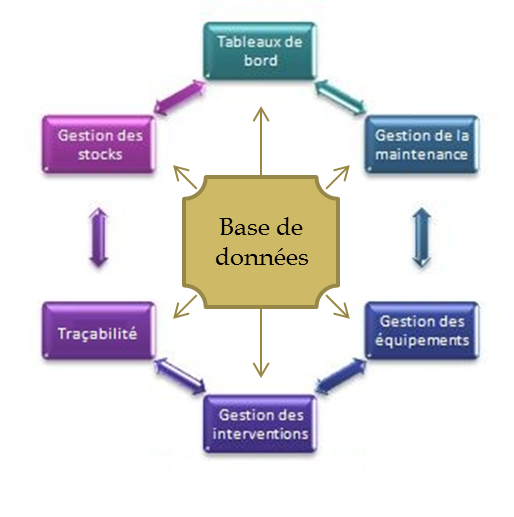 Tableaux de
bord
Gestion des
stocks
Gestion de la
maintenance
Base de
données
Traçabilité
Gestion des
équipements
Gestion des
interventions